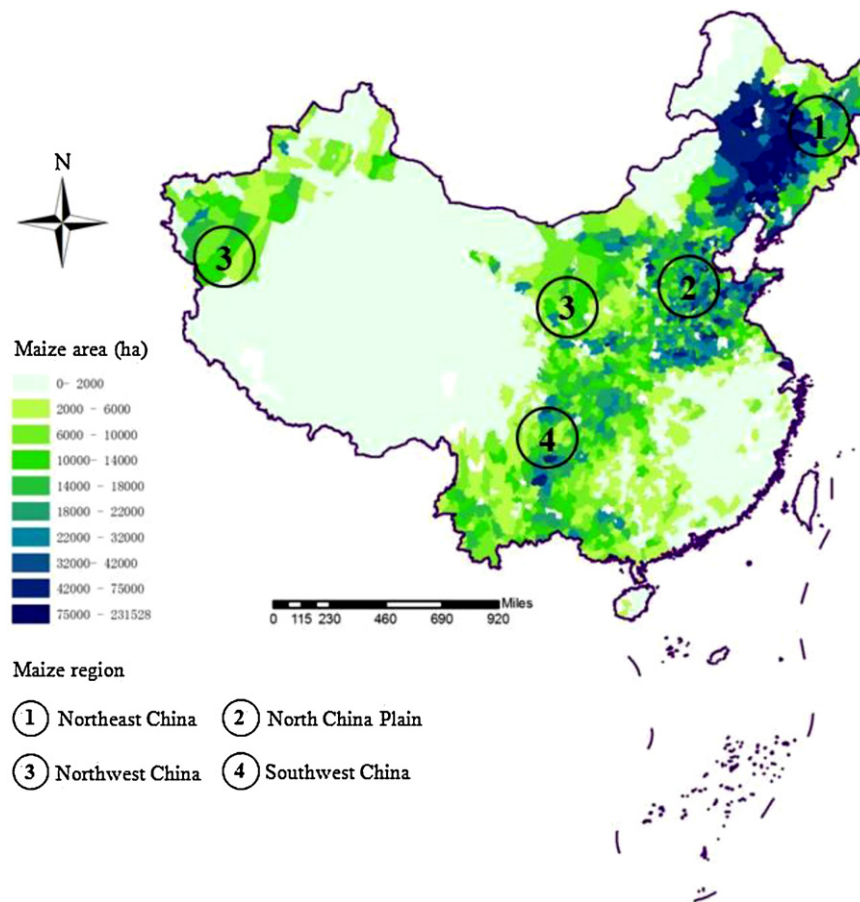 N
1
3
2
3
4
Maize area (ha)
0- 2000
2000 - 6000
6000 - 10000
10000- 14000
14000 - 18000
18000 - 22000
22000 - 32000
32000- 42000
42000 - 75000
75000 - 231528
Miles
0 115 230 460 690 920
Maize region
1 Northeast China 2 North China Plain
3 Northwest China 4 Southwest China